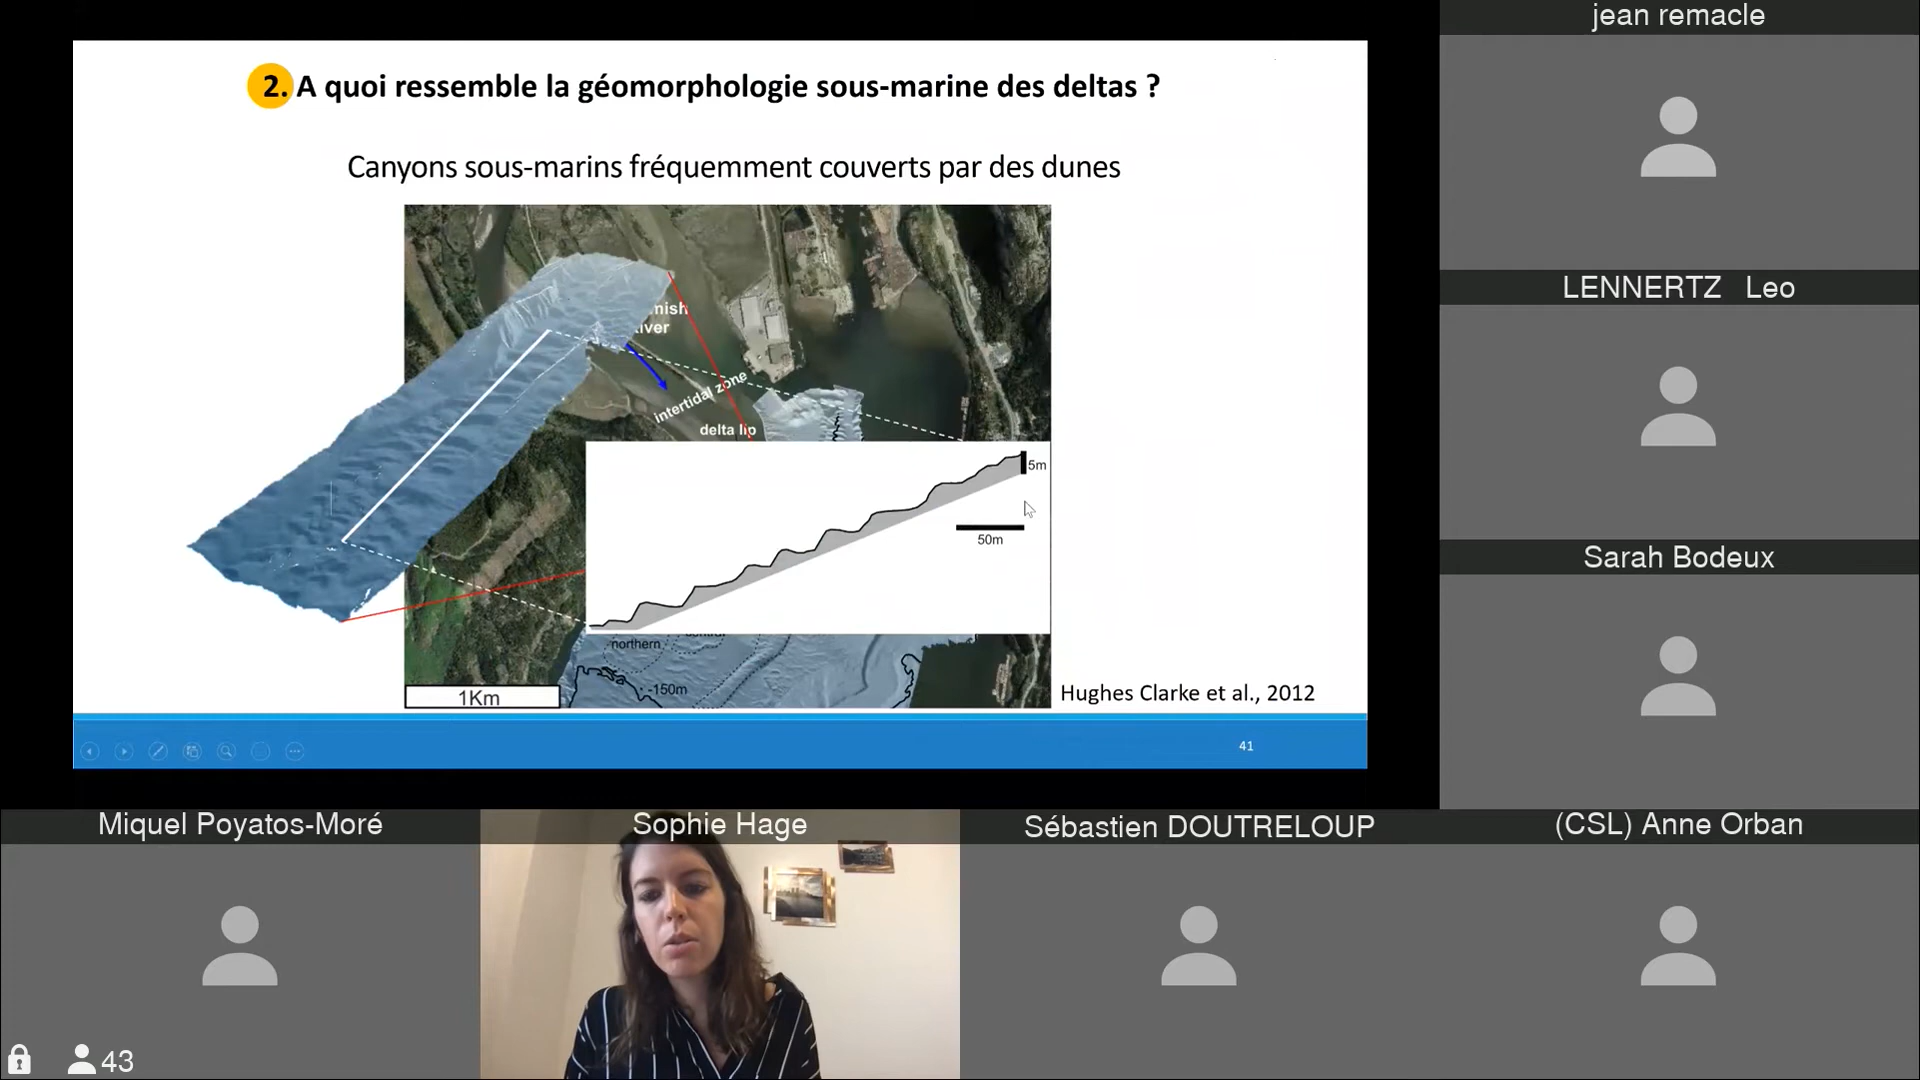 jean remacle
2. A quoi ressemble la géomorphologie sous-marine des deltas ?
Canyons sous-marins fréquemment couverts par des dunes
LENNERTZ Leo
mish
iver
intertidal zone
delta lip
5m
50m
Sarah Bodeux
northern
-150m
1Km
Hughes Clarke et al., 2012
41
Miquel Poyatos-Moré
Sophie Hage
Sébastien DOUTRELOUP
(CSL) Anne Orban
43